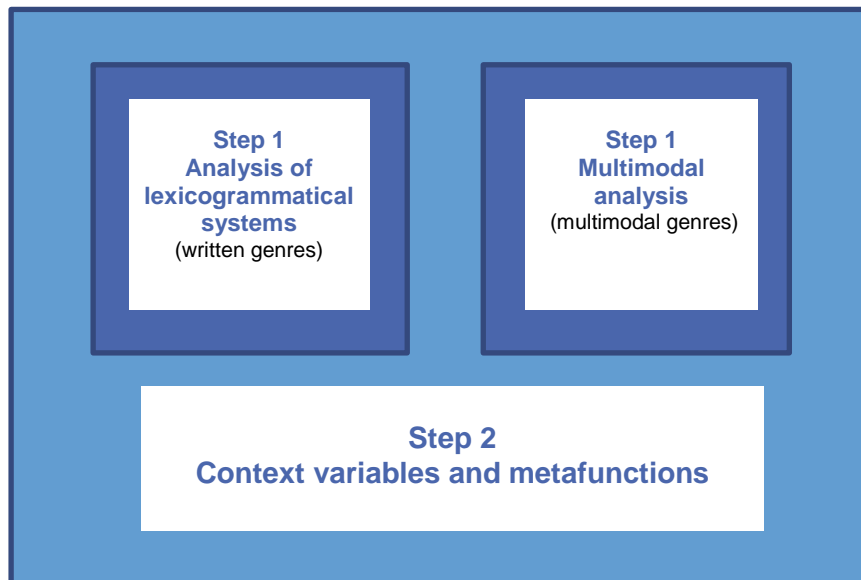 Step 1
Analysis of
lexicogrammatical
systems
(written genres)
Step 1
Multimodal
analysis
(multimodal genres)
Step 2
Context variables and metafunctions